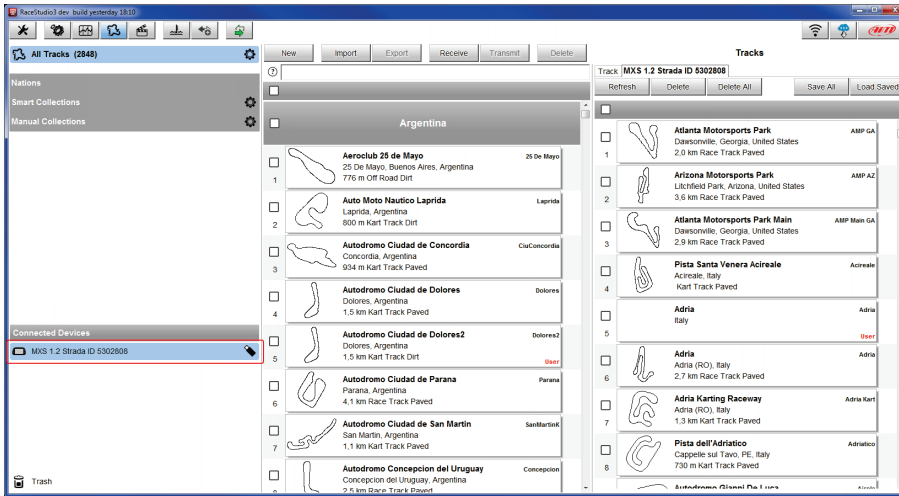 RaceStudio3 dev build yesterday 18:10
AIM
All Tracks (2848)
Nations
Smart Collections
Manual Collections
Connected Devices
MXS 1.2 Strada ID 5302808
Trash
New Import Export Receive Transmit Delete
?
Argentina
Aeroclub 25 de Mayo 25 De Mayo
25 De Mayo, Buenos Aires, Argentina
1 776 m Off Road Dirt
Auto Moto Nautico Laprida Laprida
Laprida, Argentina
2 800 m Kart Track Dirt
Autodromo Ciudad de Concordia CiuConcordia
Concordia, Argentina
3 934 m Kart Track Paved
Autodromo Ciudad de Dolores Dolores
Dolores, Argentina
4 1,5 km Kart Track Paved
Autodromo Ciudad de Dolores2 Dolores2
Dolores, Argentina
5 1,5 km Kart Track Dirt User
Autodromo Ciudad de Parana Parana
Parana, Argentina
6 4,1 km Race Track Paved
Autodromo Ciudad de San Martin SanMartinK
San Martin, Argentina
7 1,1 km Kart Track Paved
Autodromo Concepcion del Uruguay Concepcion
Concepcion del Uruguay, Argentina
8 2,5 km Race Track Paved
Tracks
Track MXS 1.2 Strada ID 5302808
Refresh Delete Delete All Save All Load Saved
Atlanta Motorsports Park AMP GA
Dawsonville, Georgia, United States
1 2,0 km Race Track Paved
Arizona Motorsports Park AMP AZ
Litchfield Park, Arizona, United States
2 3,6 km Race Track Paved
Atlanta Motorsports Park Main AMP Main GA
Dawsonville, Georgia, United States
3 2,9 km Race Track Paved
Pista Santa Venera Acireale Acireale
Acireale, Italy
4 Kart Track Paved
Adria Adria
Italy
5 User
Adria Adria
Adria (RO), Italy
6 2,7 km Race Track Paved
Adria Karting Raceway Adria Kart
Adria (RO), Italy
7 1,3 km Kart Track Paved
Pista dell'Adriatico Adriatico
Cappelle sul Tavo, PE, Italy
8 730 m Kart Track Paved
Autodromo Gianni De Luca Airola